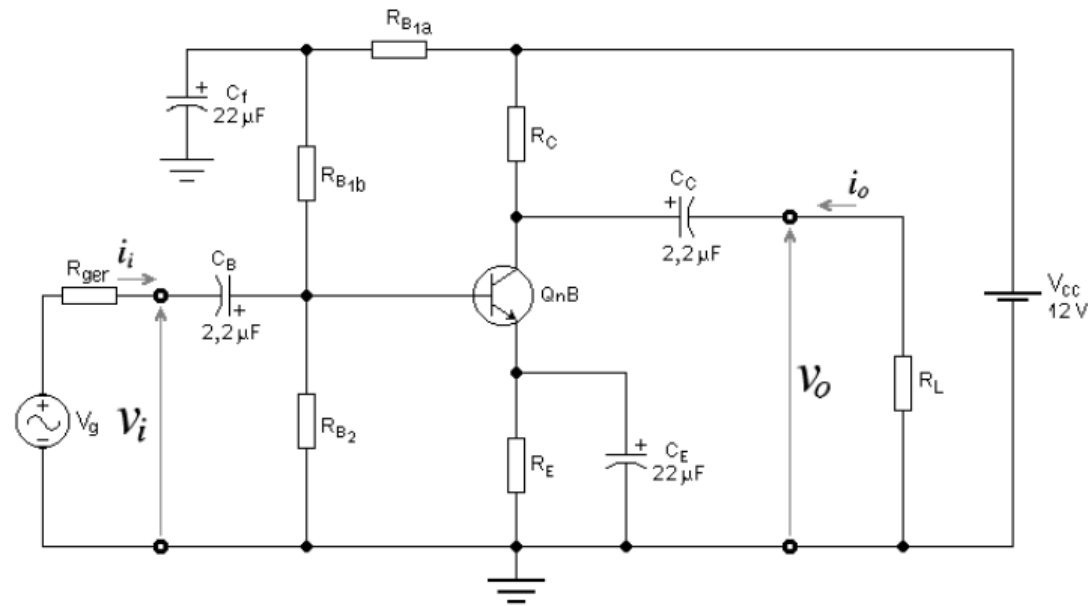 R_B1a
C_f
22 μF
R_C
R_B1b
C_C
2,2 μF
i_o
R_ger
i_i
C_B
2,2 μF
QnB
V_CC
12 V
V_g
v_i
R_B2
R_E
C_E
22 μF
v_o
R_L